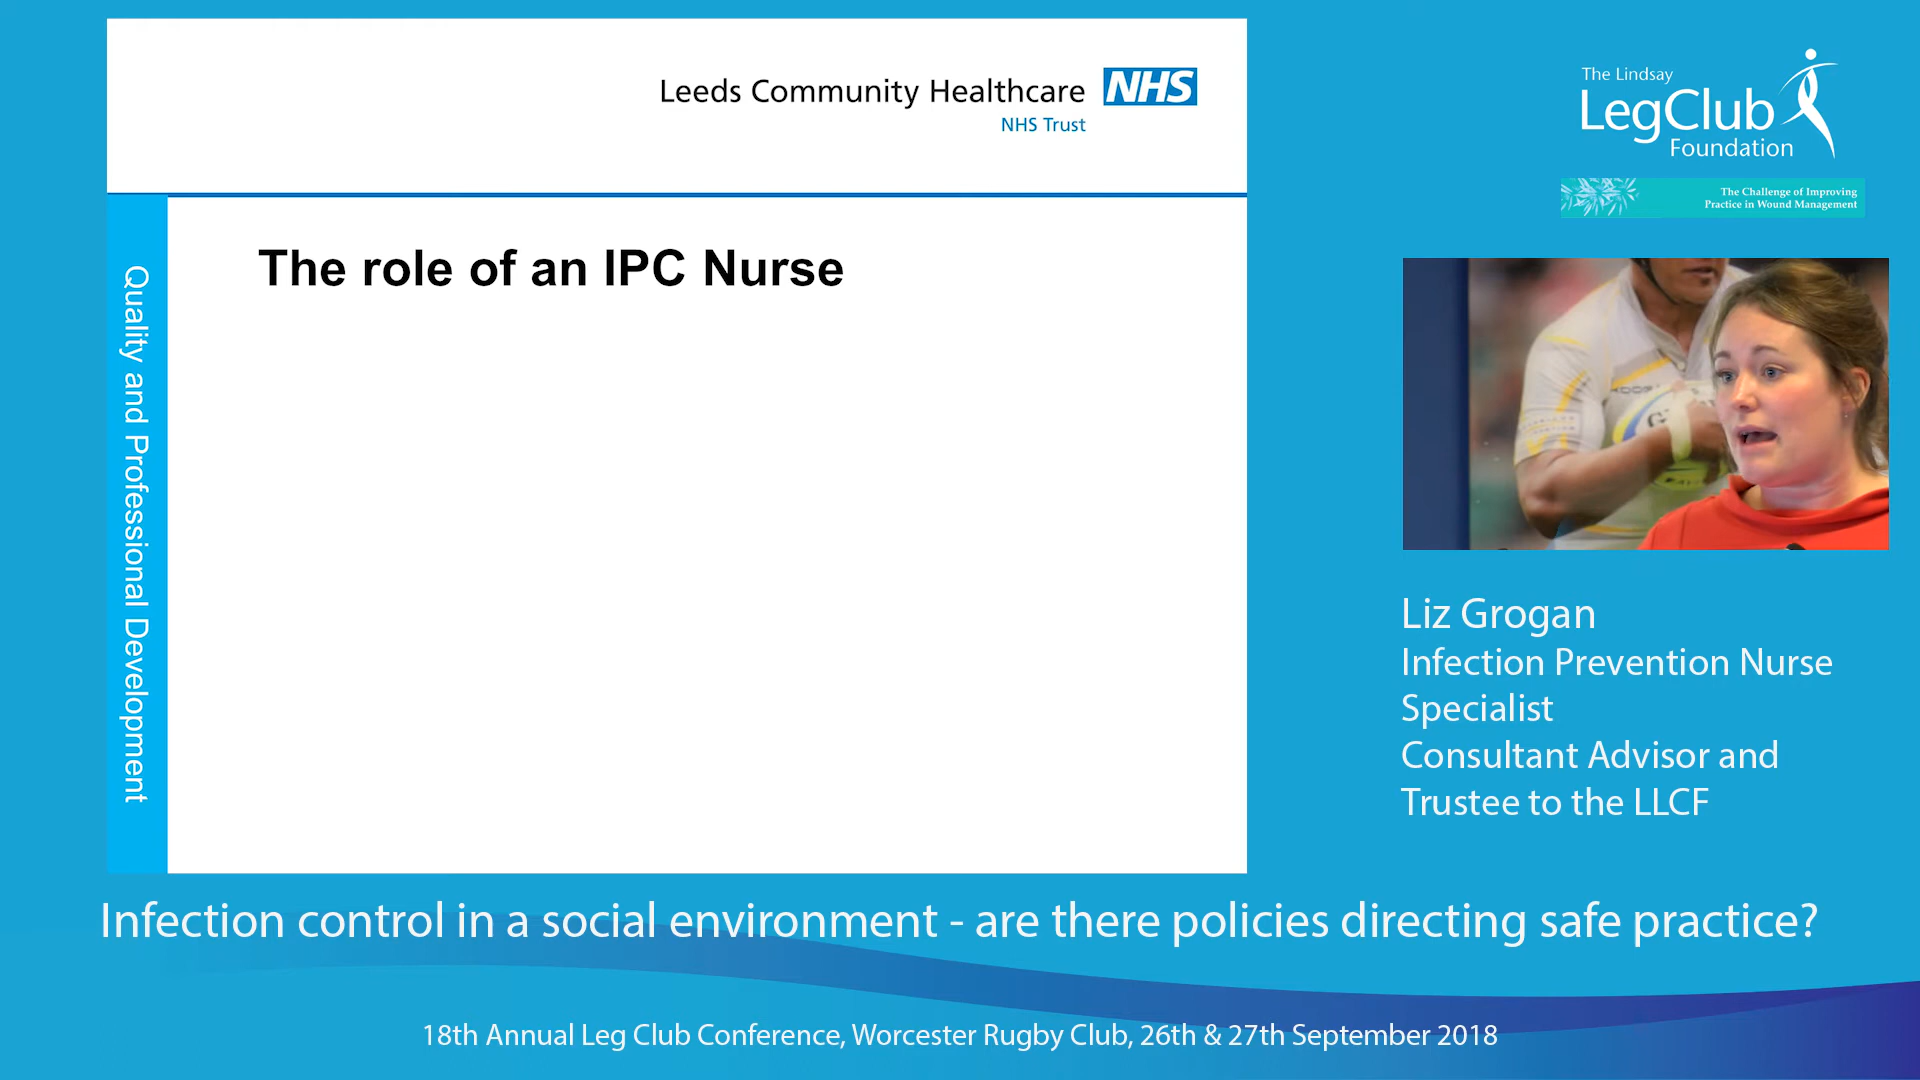 Leeds Community Healthcare NHS
NHS Trust
Quality and Professional Development
The role of an IPC Nurse
The Lindsay
LegClub
Foundation
The Challenge of Improving
Practice in Wound Management
Liz Grogan
Infection Prevention Nurse
Specialist
Consultant Advisor and
Trustee to the LLCF
Infection control in a social environment - are there policies directing safe practice?
18th Annual Leg Club Conference, Worcester Rugby Club, 26th & 27th September 2018